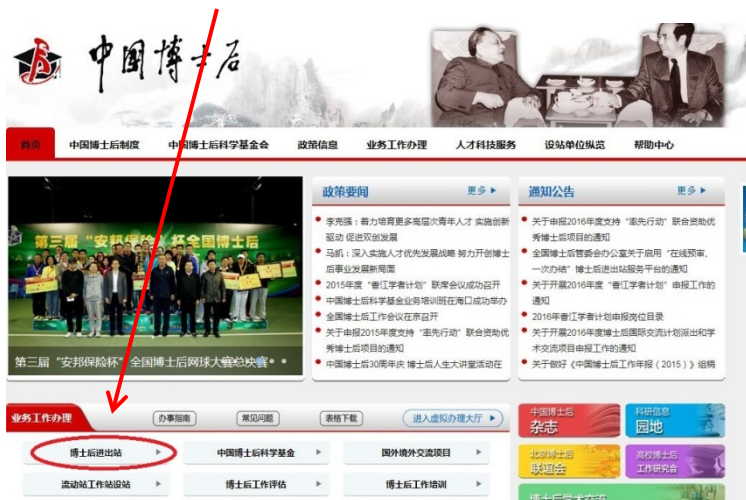 中国博士后
首页 中国博士后制度 中国博士后科学基金会 政策信息 业务工作办理 人才科技服务 设站单位纵览 帮助中心
第三届“安邦保险杯”全国博士后
第三届“安邦保险杯”全国博士后网球大赛总决赛
政策要闻 更多
李克强：着力培育更多高层次青年人才 实施创新
驱动 促进双创发展
马凯：深入实施人才优先发展战略 努力开创博士
后事业发展新局面
2015年度“香江学者计划”联席会议成功召开
中国博士后科学基金业务培训班在海口成功举办
全国博士后工作会议在京召开
关于申报2015年度支持“率先行动”联合资助优
秀博士后项目的通知
中国博士后30周年庆 博士后人生大讲堂活动在
通知公告 更多
关于申报2016年度支持“率先行动”联合资助优
秀博士后项目的通知
全国博士后管委会办公室关于启用“在线预审、
一次办结”博士后进出站服务平台的通知
关于开展2016年度“香江学者计划”申报工作的
通知
2016年香江学者计划申报岗位目录
关于开展2016年度博士后国际交流计划派出和学
术交流项目申报工作的通知
关于做好《中国博士后工作年报（2015）》组稿
业务工作办理 办事指南 常见问题 表格下载 进入虚拟办理大厅
博士后进出站 中国博士后科学基金 国外境外交流项目
流动站工作站设站 博士后工作评估 博士后工作培训
中国博士后
杂志
科研信息
园地
北京博士后
联谊会
高校博士后
工作研究会
博士后学术交流